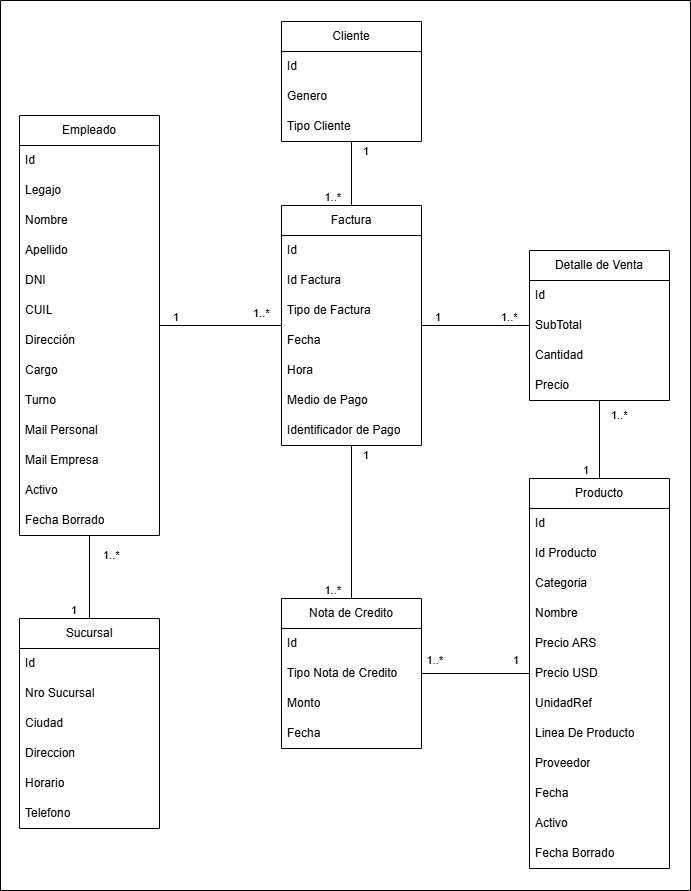 Cliente
Id
Genero
Tipo Cliente
1
1..*
Empleado
Id
Legajo
Nombre
Apellido
DNI
CUIL
Dirección
Cargo
Turno
Mail Personal
Mail Empresa
Activo
Fecha Borrado
1
1..*
Factura
Id
Id Factura
Tipo de Factura
Fecha
Hora
Medio de Pago
Identificador de Pago
1
1..*
Detalle de Venta
Id
SubTotal
Cantidad
Precio
1..*
1
1..*
1
Sucursal
Id
Nro Sucursal
Ciudad
Direccion
Horario
Telefono
1
1..*
Nota de Credito
Id
Tipo Nota de Credito
Monto
Fecha
1..*
1
Producto
Id
Id Producto
Categoria
Nombre
Precio ARS
Precio USD
UnidadRef
Linea De Producto
Proveedor
Fecha
Activo
Fecha Borrado